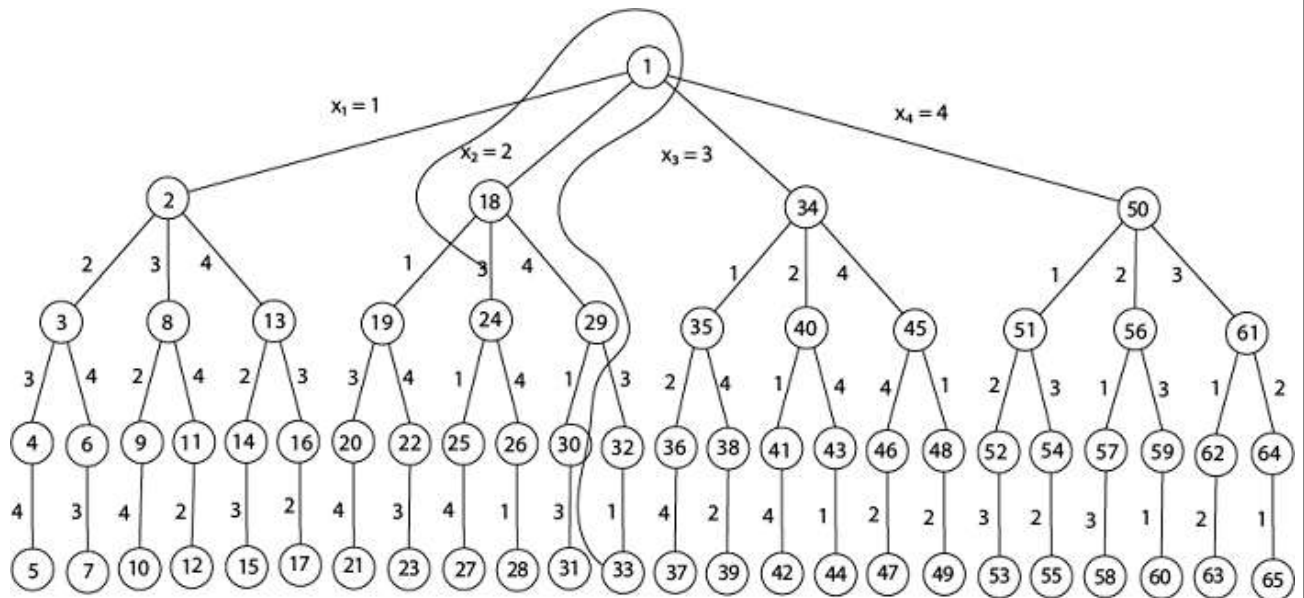 1
x₁ = 1
x₂ = 2
x₃ = 3
x₄ = 4
2 18 34 50
2 3 4 1 3 4 1 2 4 1 2 3
3 8 13 19 24 29 35 40 45 51 56 61
3 4 2 4 2 3 3 4 1 4 1 3 2 4 1 4 4 1 2 3 1 3 1 2
4 6 9 11 14 16 20 22 25 26 30 32 36 38 41 43 46 48 52 54 57 59 62 64
4 3 4 2 3 2 4 3 4 1 3 1 4 2 4 1 2 2 3 2 3 1 2 1
5 7 10 12 15 17 21 23 27 28 31 33 37 39 42 44 47 49 53 55 58 60 63 65